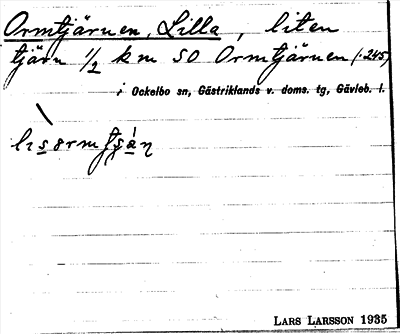 Ormtjärnen, Lilla, liten
tjärn 1/2 km SO Ormtjärnen (:245)
i Ockelbo sn, Gästriklands v. doms. tg, Gävleb. l.
LARS LARSSON 1935